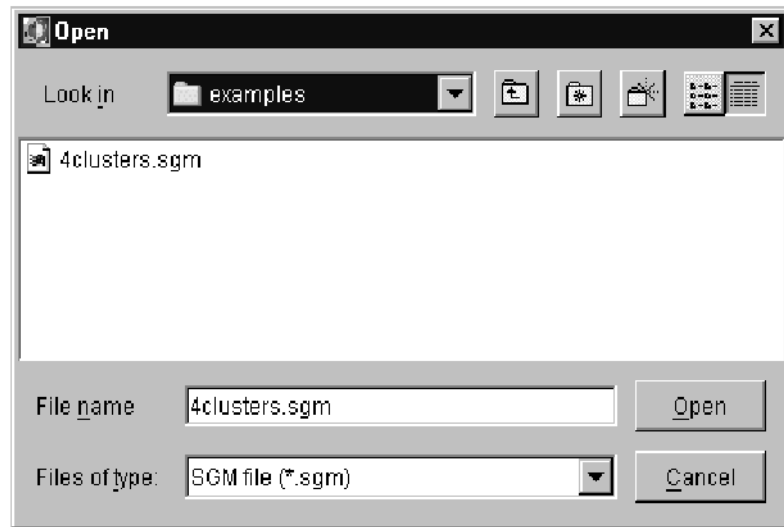 Open
Look in
examples
4clusters.sgm
File name
4clusters.sgm
Open
Files of type:
SGM file (*.sgm)
Cancel